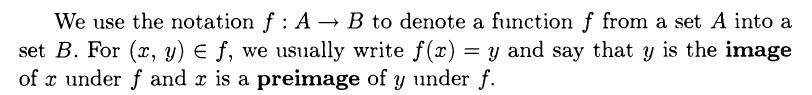 We use the notation f : A → B to denote a function f from a set A into a
set B. For (x, y) ∈ f, we usually write f(x) = y and say that y is the image
of x under f and x is a preimage of y under f.